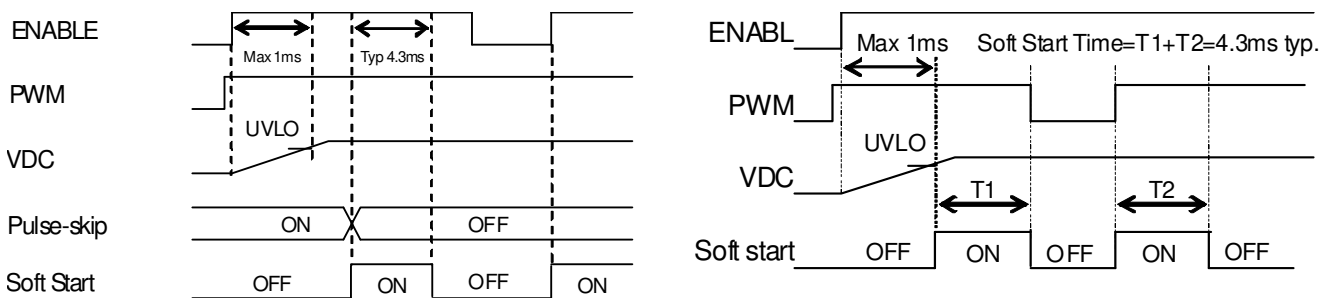 ENABLE
Max 1ms
Typ 4.3ms
PWM
UVLO
VDC
Pulse-skip
ON
OFF
Soft Start
OFF
ON
OFF
ON
ENABL
Max 1ms
Soft Start Time=T1+T2=4.3ms typ.
PWM
UVLO
VDC
T1
T2
Soft start
OFF
ON
OFF
ON
OFF